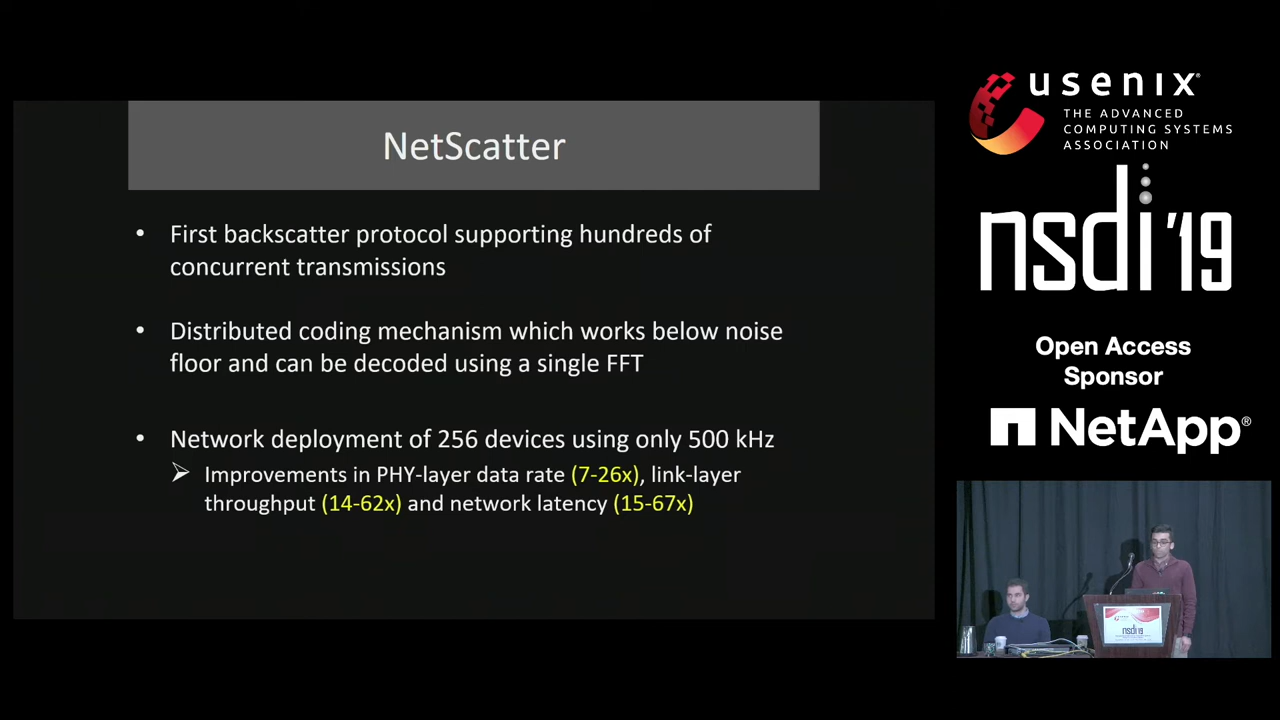 NetScatter
• First backscatter protocol supporting hundreds of
concurrent transmissions
• Distributed coding mechanism which works below noise
floor and can be decoded using a single FFT
• Network deployment of 256 devices using only 500 kHz
➢ Improvements in PHY-layer data rate (7-26x), link-layer
throughput (14-62x) and network latency (15-67x)
usenix®
THE ADVANCED
COMPUTING SYSTEMS
ASSOCIATION
nsdi '19
Open Access
Sponsor
NetApp®
nsdi '19